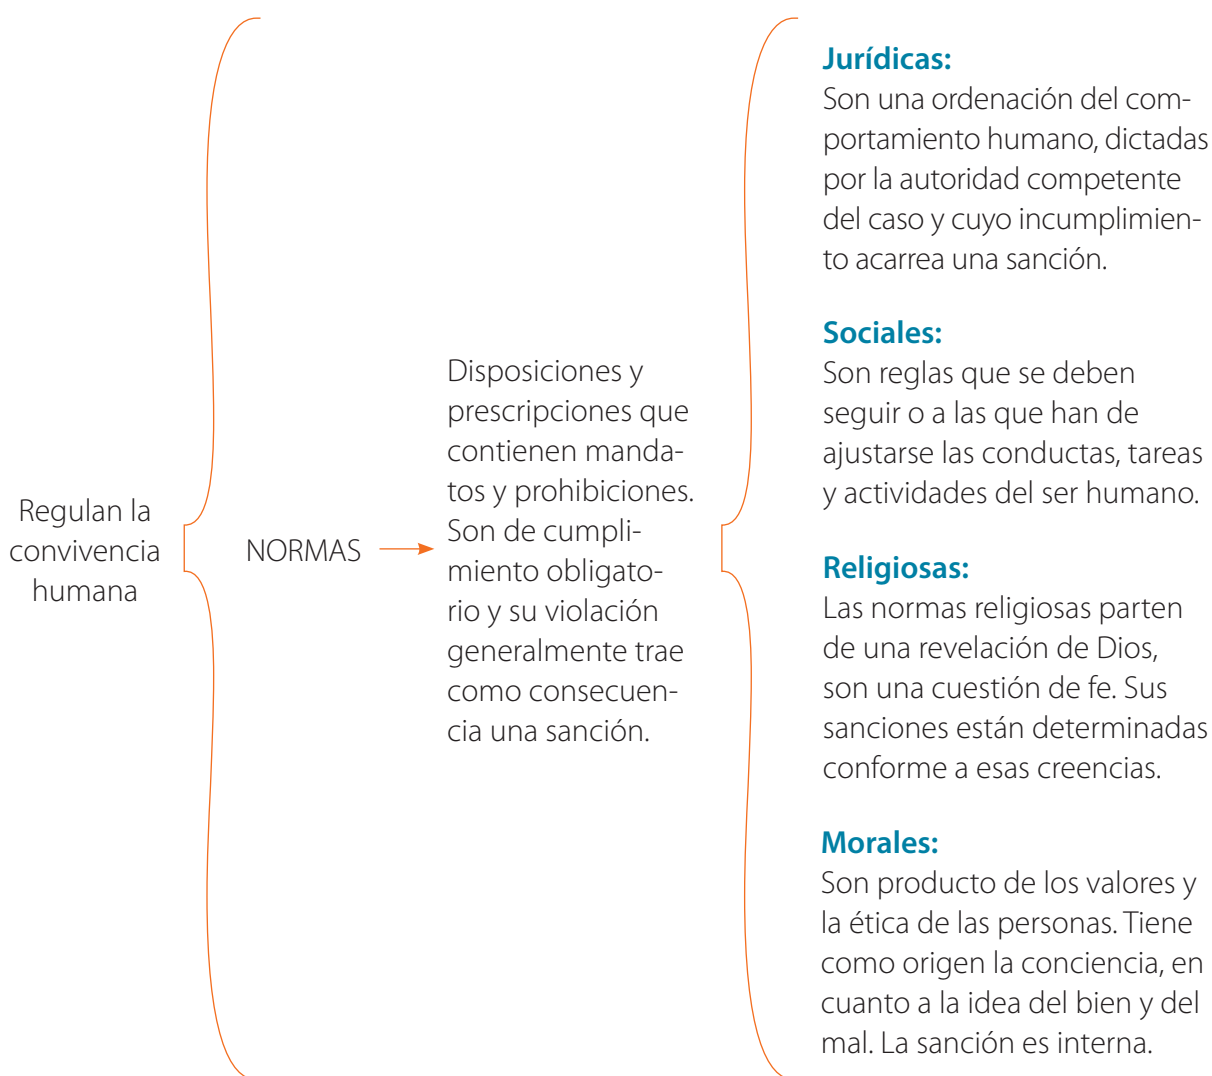 Regulan la
convivencia
humana
NORMAS
Disposiciones y
prescripciones que
contienen manda-
tos y prohibiciones.
Son de cumpli-
miento obligato-
rio y su violación
generalmente trae
como consecuen-
cia una sanción.
Jurídicas:
Son una ordenación del com-
portamiento humano, dictadas
por la autoridad competente
del caso y cuyo incumplimien-
to acarrea una sanción.
Sociales:
Son reglas que se deben
seguir o a las que han de
ajustarse las conductas, tareas
y actividades del ser humano.
Religiosas:
Las normas religiosas parten
de una revelación de Dios,
son una cuestión de fe. Sus
sanciones están determinadas
conforme a esas creencias.
Morales:
Son producto de los valores y
la ética de las personas. Tiene
como origen la conciencia, en
cuanto a la idea del bien y del
mal. La sanción es interna.